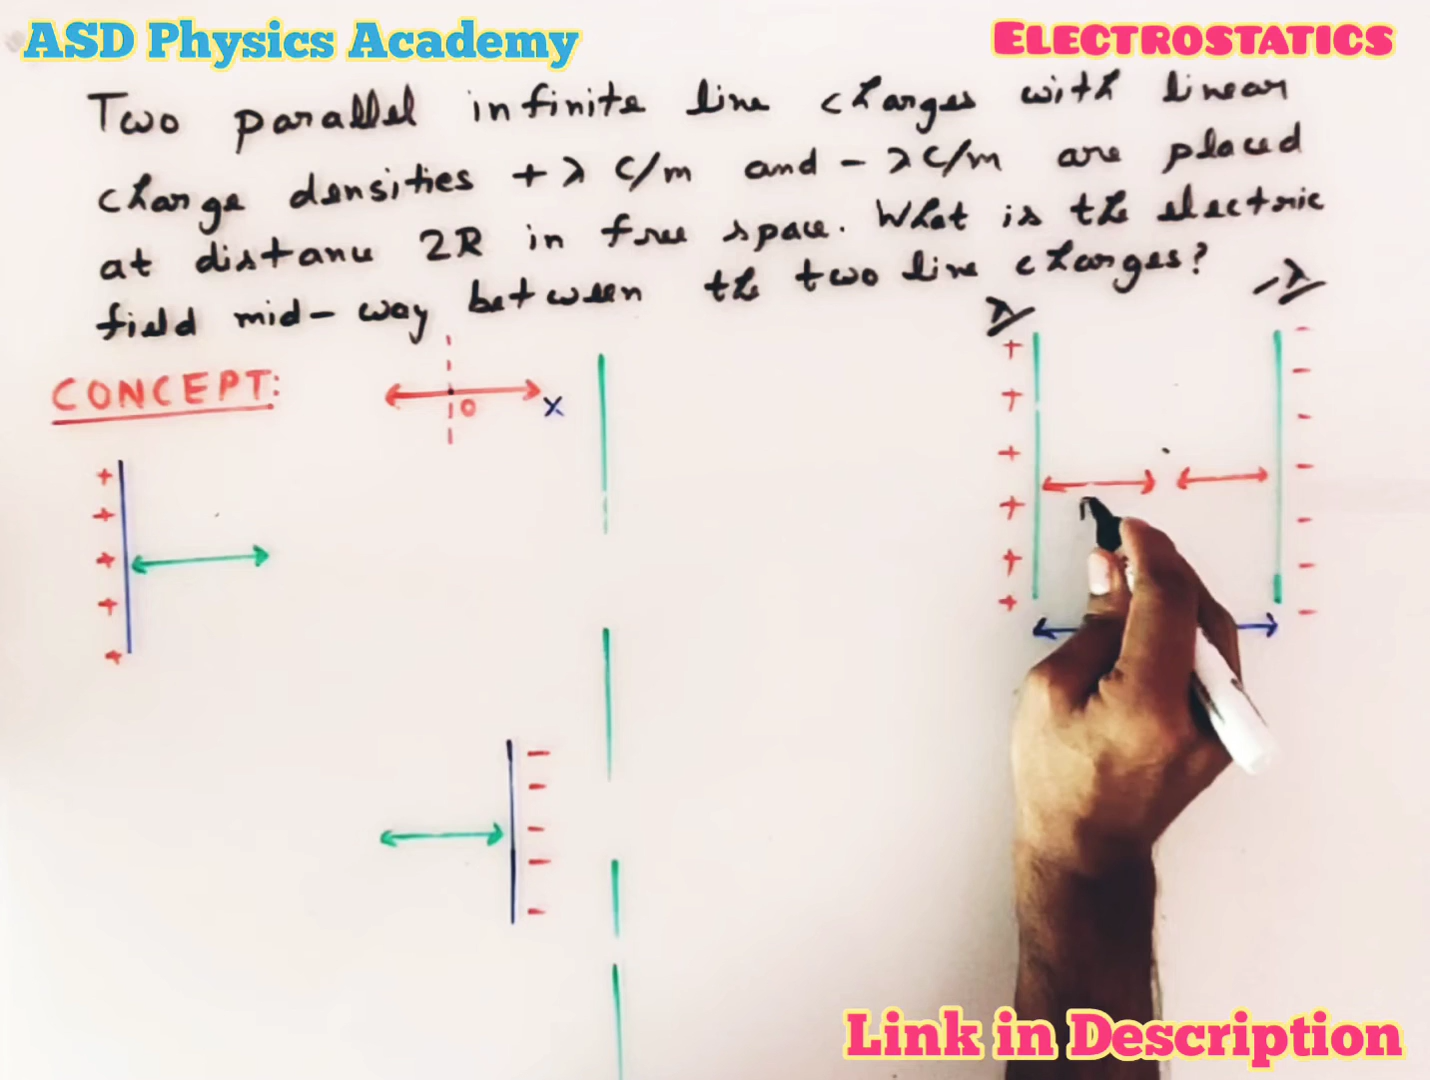 ASD Physics Academy
ELECTROSTATICS
Two parallel infinite line charges with linear
charge densities +λ C/m and -λ C/m are placed
at distance 2R in free space. What is the electric
field mid-way between the two line charges?
CONCEPT:
O
X
λ
-λ
Link in Description